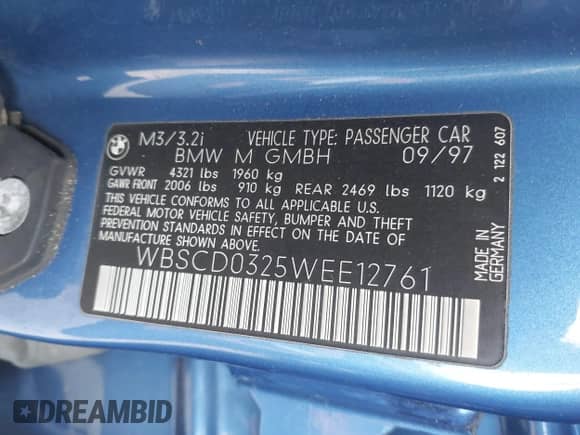 M3/3.2i VEHICLE TYPE: PASSENGER CAR
BMW M GMBH 09/97
GVWR 4321 lbs 1960 kg
GAWR FRONT 2006 lbs 910 kg REAR 2469 lbs 1120 kg
THIS VEHICLE CONFORMS TO ALL APPLICABLE U.S.
FEDERAL MOTOR VEHICLE SAFETY, BUMPER AND THEFT
PREVENTION STANDARDS IN EFFECT ON THE DATE OF
MANUFACTURE SHOWN ABOVE.
WBSCD0325WEE12761
2 122 607
MADE IN
GERMANY
DREAMBID